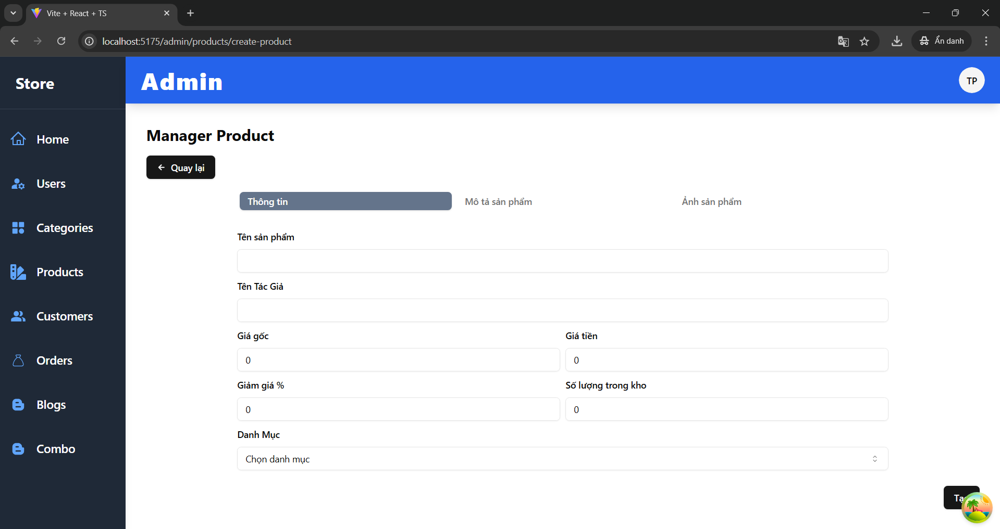 Vite + React + TS
localhost:5175/admin/products/create-product
Ẩn danh
Store
Admin
TP
Home
Users
Categories
Products
Customers
Orders
Blogs
Combo
Manager Product
Quay lại
Thông tin
Mô tả sản phẩm
Ảnh sản phẩm
Tên sản phẩm
Tên Tác Giả
Giá gốc
Giá tiền
0
0
Giảm giá %
Số lượng trong kho
0
0
Danh Mục
Chọn danh mục